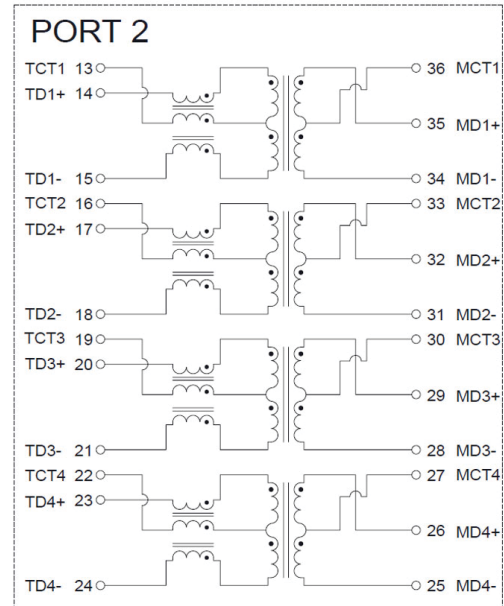 PORT 2
TCT1 13 36 MCT1
TD1+ 14
35 MD1+
TD1- 15 34 MD1-
TCT2 16 33 MCT2
TD2+ 17
32 MD2+
TD2- 18 31 MD2-
TCT3 19 30 MCT3
TD3+ 20
29 MD3+
TD3- 21 28 MD3-
TCT4 22 27 MCT4
TD4+ 23
26 MD4+
TD4- 24 25 MD4-